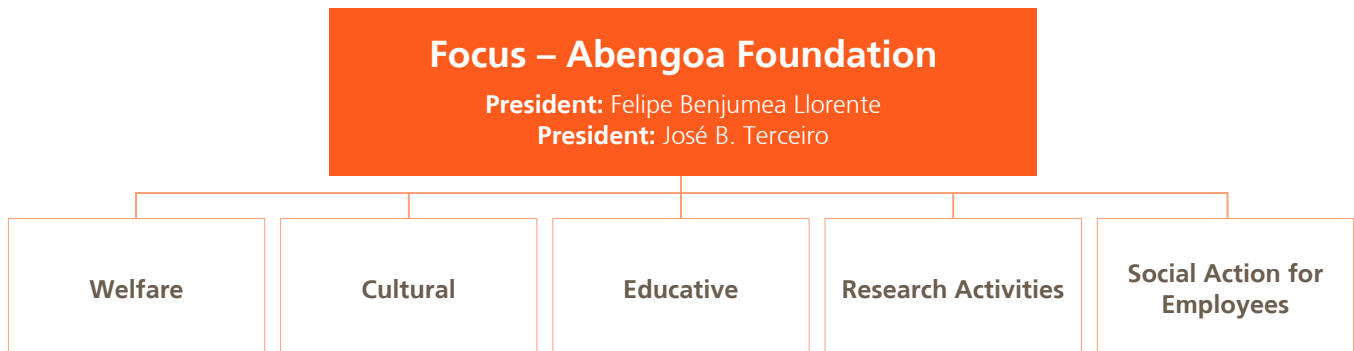 Focus – Abengoa Foundation
President: Felipe Benjumea Llorente
President: José B. Terceiro
Welfare
Cultural
Educative
Research Activities
Social Action for
Employees